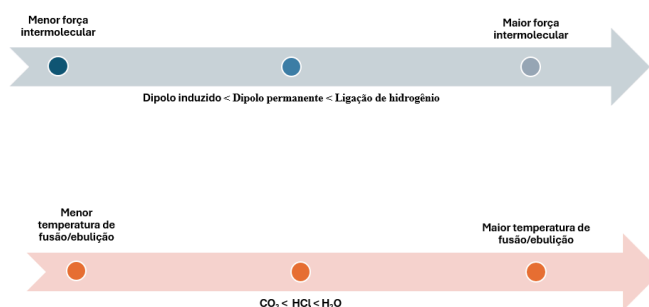 Menor força
intermolecular
Maior força
intermolecular
Dipolo induzido < Dipolo permanente < Ligação de hidrogênio
Menor
temperatura de
fusão/ebulição
Maior temperatura de
fusão/ebulição
CO₂ < HCl < H₂O